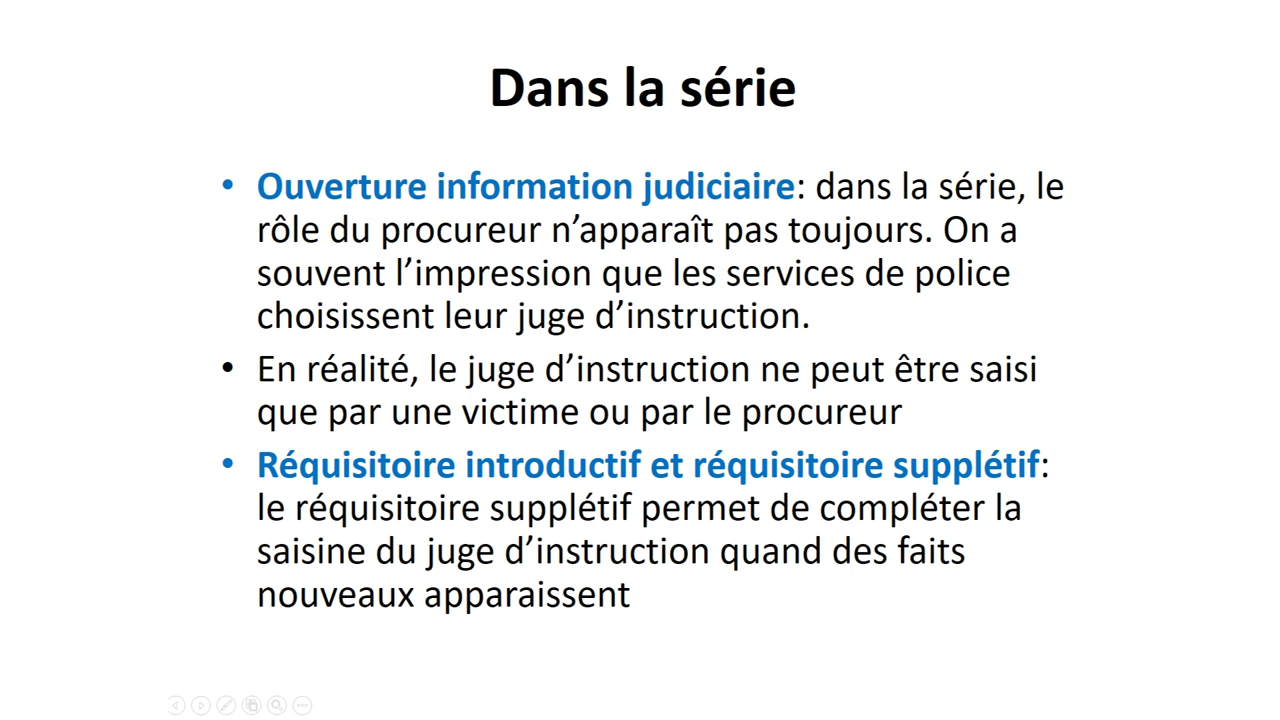 Dans la série
• Ouverture information judiciaire: dans la série, le
rôle du procureur n’apparaît pas toujours. On a
souvent l’impression que les services de police
choisissent leur juge d’instruction.
• En réalité, le juge d’instruction ne peut être saisi
que par une victime ou par le procureur
• Réquisitoire introductif et réquisitoire supplétif:
le réquisitoire supplétif permet de compléter la
saisine du juge d’instruction quand des faits
nouveaux apparaissent